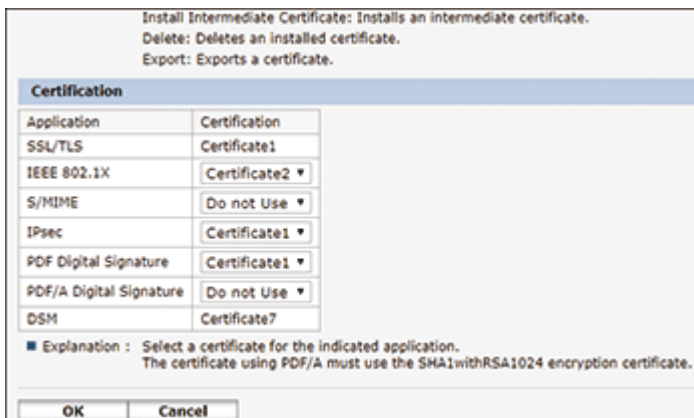 Install Intermediate Certificate: Installs an intermediate certificate.
Delete: Deletes an installed certificate.
Export: Exports a certificate.
Certification
Application Certification
SSL/TLS Certificate1
IEEE 802.1X Certificate2
S/MIME Do not Use
IPsec Certificate1
PDF Digital Signature Certificate1
PDF/A Digital Signature Do not Use
DSM Certificate7
Explanation : Select a certificate for the indicated application.
The certificate using PDF/A must use the SHA1withRSA1024 encryption certificate.
OK Cancel